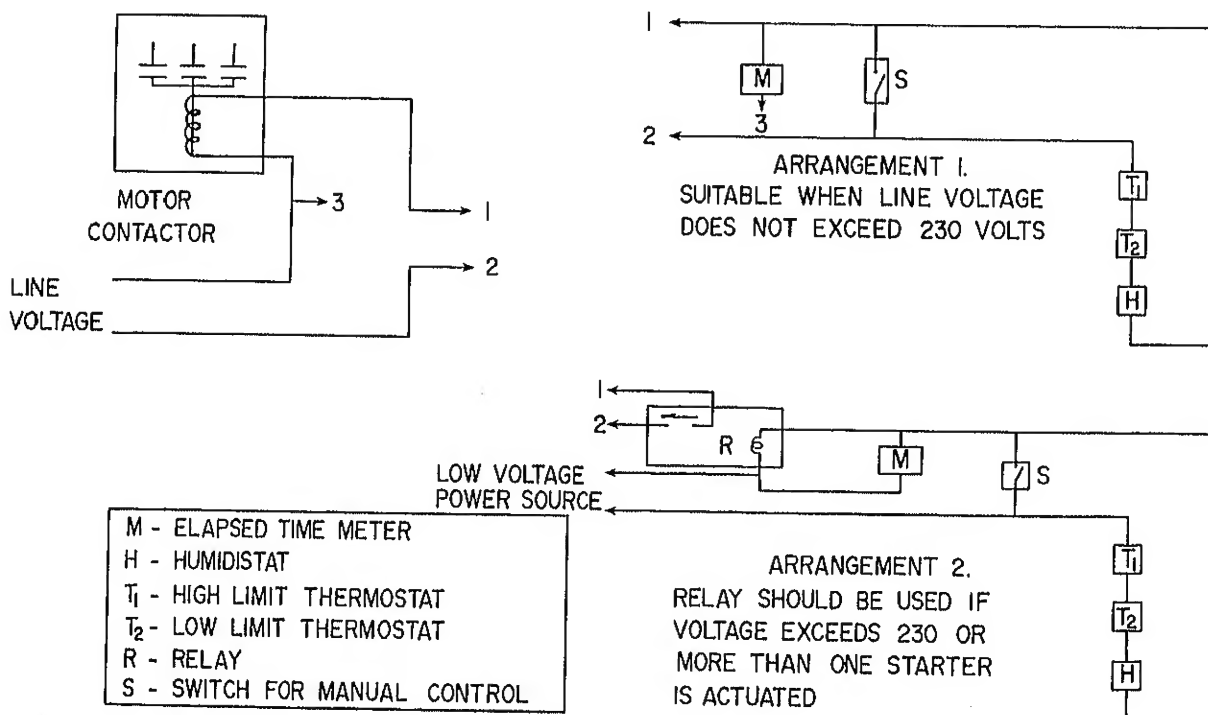 MOTOR
CONTACTOR
3
1
2
LINE
VOLTAGE
1
M
S
3
2
ARRANGEMENT 1.
SUITABLE WHEN LINE VOLTAGE
DOES NOT EXCEED 230 VOLTS
T1
T2
H
1
2
R
M
S
LOW VOLTAGE
POWER SOURCE
M - ELAPSED TIME METER
H - HUMIDISTAT
T1 - HIGH LIMIT THERMOSTAT
T2 - LOW LIMIT THERMOSTAT
R - RELAY
S - SWITCH FOR MANUAL CONTROL
ARRANGEMENT 2.
RELAY SHOULD BE USED IF
VOLTAGE EXCEEDS 230 OR
MORE THAN ONE STARTER
IS ACTUATED
T1
T2
H